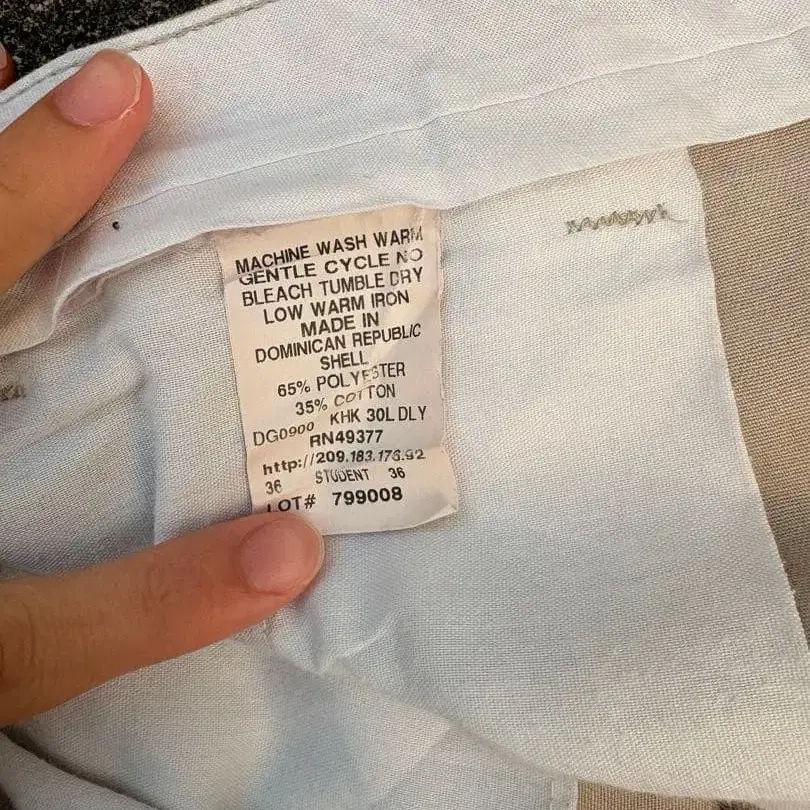 MACHINE WASH WARM
GENTLE CYCLE NO
BLEACH TUMBLE DRY
LOW WARM IRON
MADE IN
DOMINICAN REPUBLIC
SHELL
65% POLYESTER
35% COTTON
DG0900 KHK 30L DLY
RN49377
http://209.183.176.92
36 STUDENT 36
LOT# 799008